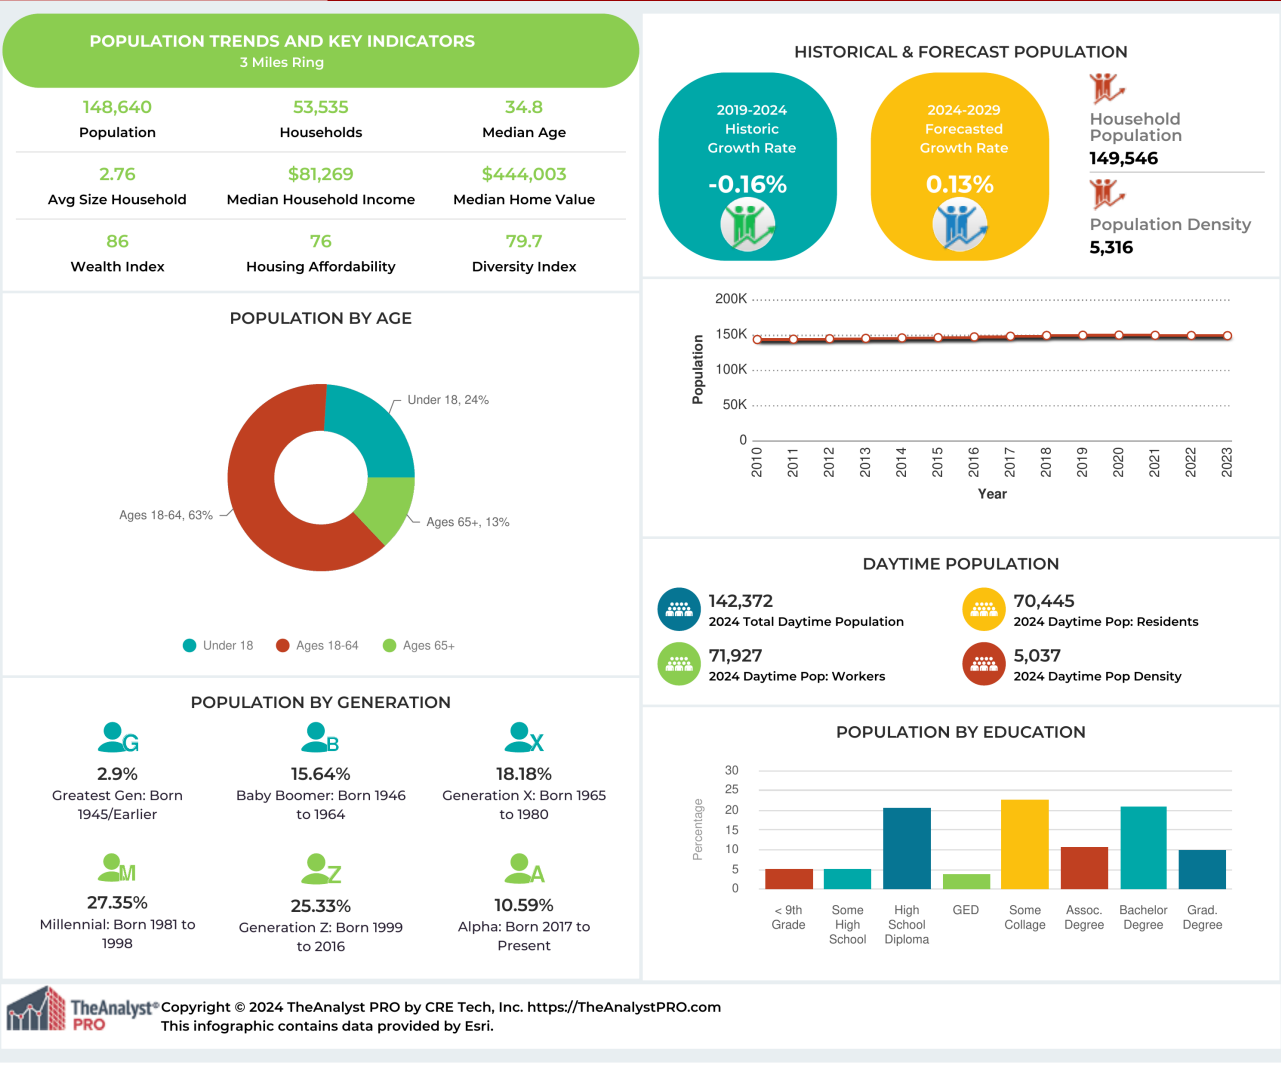 POPULATION TRENDS AND KEY INDICATORS
3 Miles Ring
148,640
Population
53,535
Households
34.8
Median Age
2.76
Avg Size Household
$81,269
Median Household Income
$444,003
Median Home Value
86
Wealth Index
76
Housing Affordability
79.7
Diversity Index
POPULATION BY AGE
Under 18, 24%
Ages 18-64, 63%
Ages 65+, 13%
Under 18
Ages 18-64
Ages 65+
POPULATION BY GENERATION
G
2.9%
Greatest Gen: Born
1945/Earlier
B
15.64%
Baby Boomer: Born 1946
to 1964
X
18.18%
Generation X: Born 1965
to 1980
M
27.35%
Millennial: Born 1981 to
1998
Z
25.33%
Generation Z: Born 1999
to 2016
A
10.59%
Alpha: Born 2017 to
Present
HISTORICAL & FORECAST POPULATION
2019-2024
Historic
Growth Rate
-0.16%
2024-2029
Forecasted
Growth Rate
0.13%
Household
Population
149,546
Population Density
5,316
200K
150K
100K
50K
0
Population
2010
2011
2012
2013
2014
2015
2016
2017
2018
2019
2020
2021
2022
2023
Year
DAYTIME POPULATION
142,372
2024 Total Daytime Population
70,445
2024 Daytime Pop: Residents
71,927
2024 Daytime Pop: Workers
5,037
2024 Daytime Pop Density
POPULATION BY EDUCATION
30
25
20
15
10
5
0
Percentage
< 9th
Grade
Some
High
School
High
School
Diploma
GED
Some
Collage
Assoc.
Degree
Bachelor
Degree
Grad.
Degree
TheAnalyst®
PRO
Copyright © 2024 TheAnalyst PRO by CRE Tech, Inc. https://TheAnalystPRO.com
This infographic contains data provided by Esri.